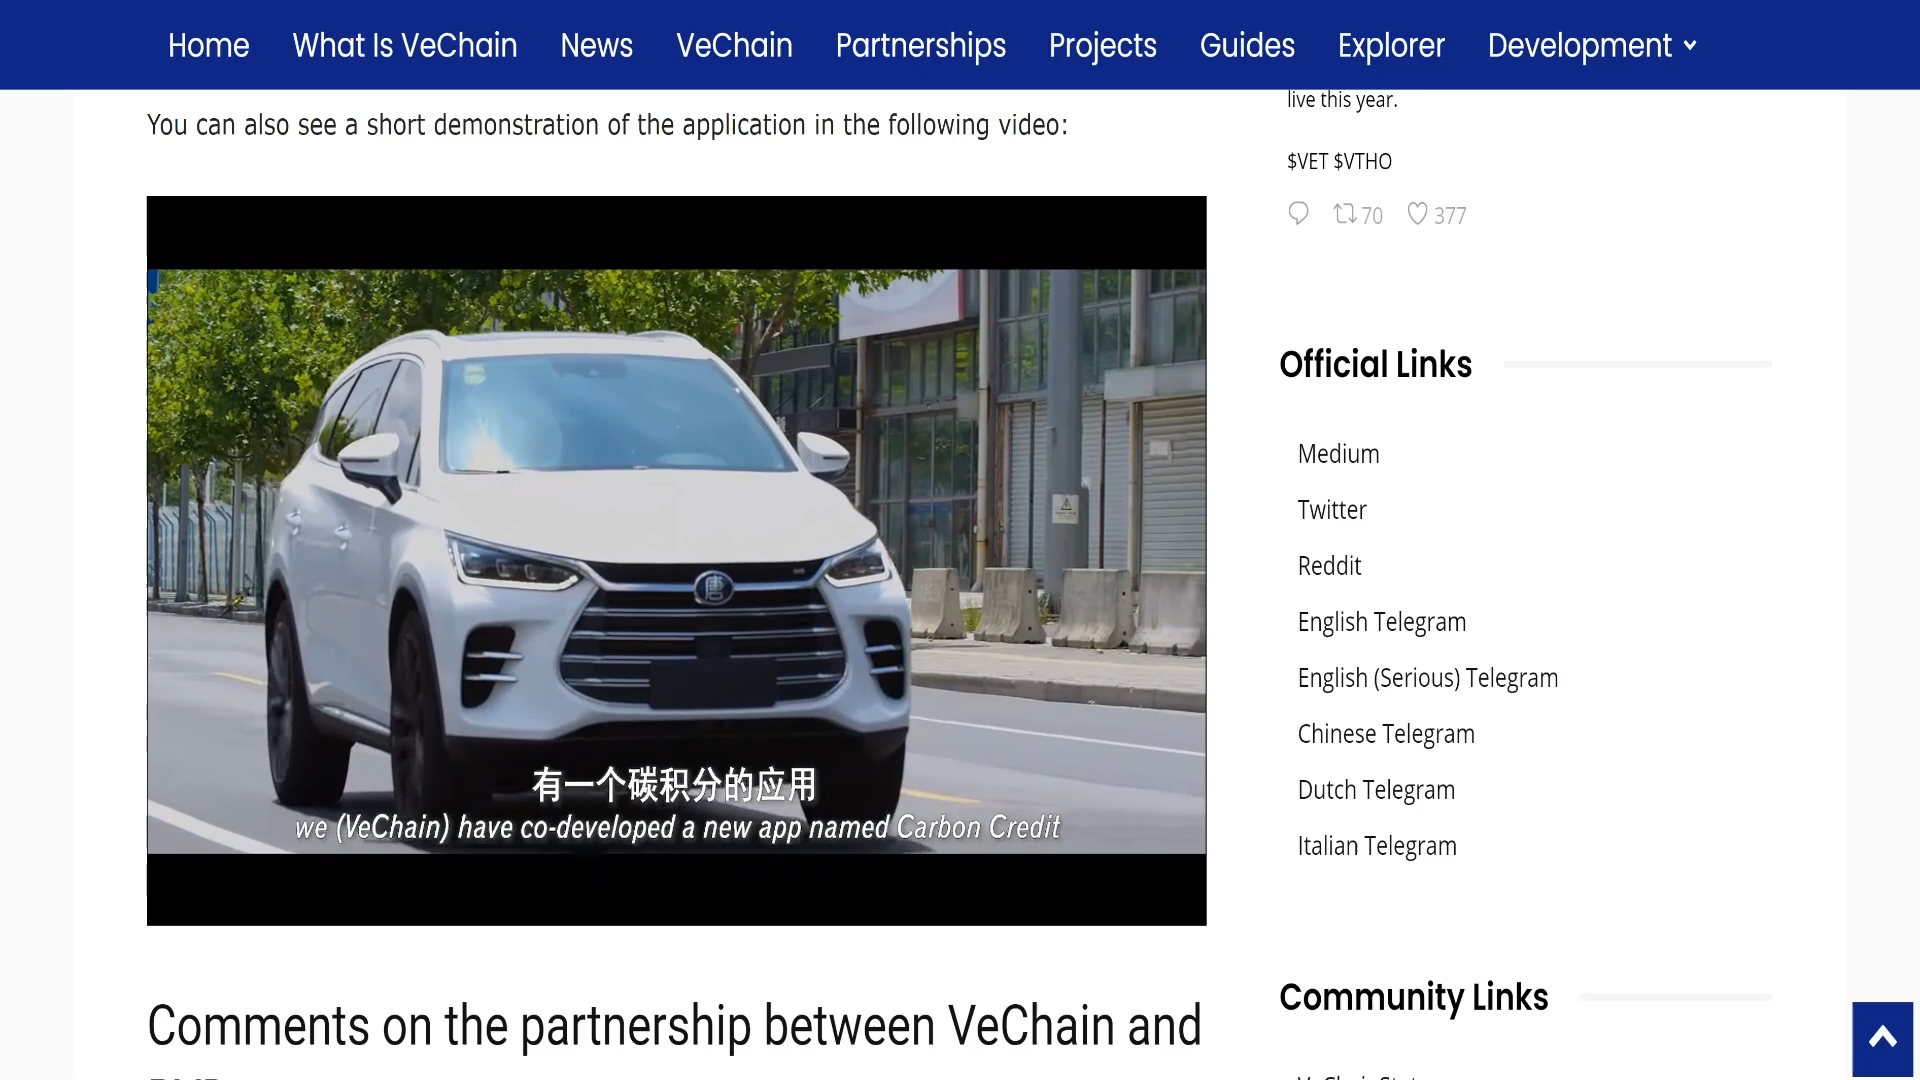 Home What Is VeChain News VeChain Partnerships Projects Guides Explorer Development
You can also see a short demonstration of the application in the following video:
唐
有一个碳积分的应用
we (VeChain) have co-developed a new app named Carbon Credit
Comments on the partnership between VeChain and
live this year.
$VET $VTHO
70 377
Official Links
Medium
Twitter
Reddit
English Telegram
English (Serious) Telegram
Chinese Telegram
Dutch Telegram
Italian Telegram
Community Links